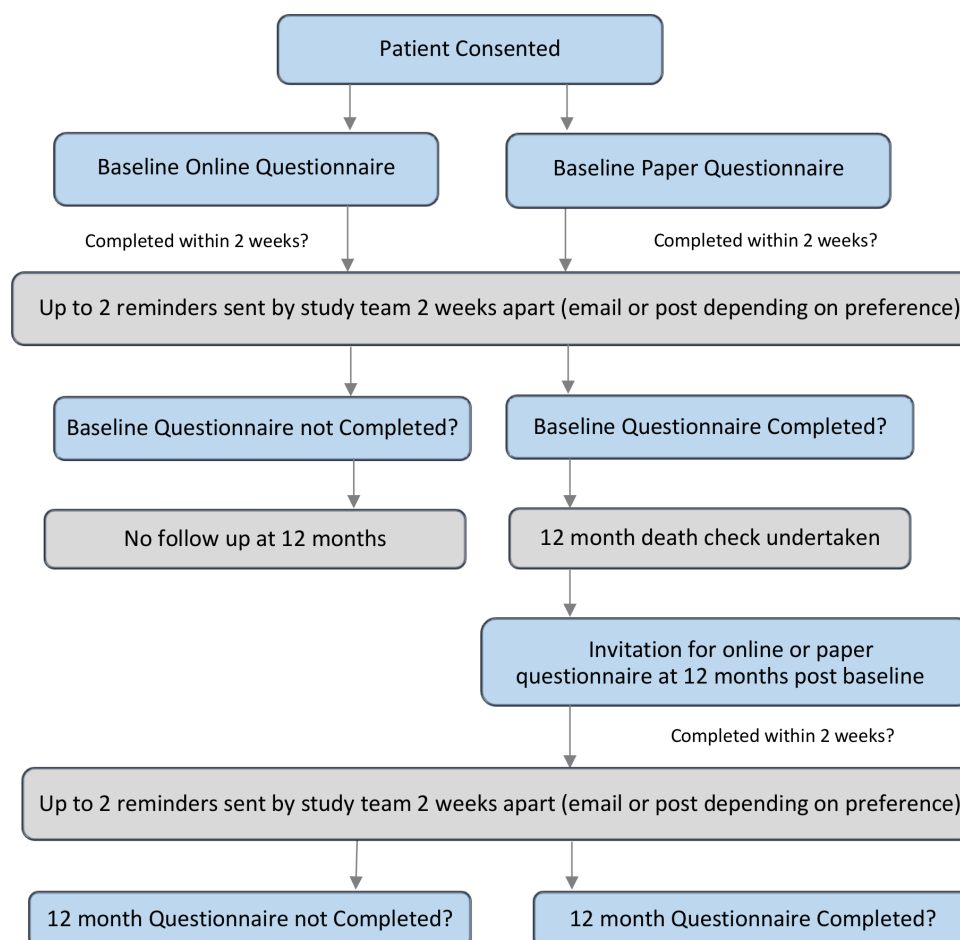 Patient Consented
Baseline Online Questionnaire
Baseline Paper Questionnaire
Completed within 2 weeks?
Completed within 2 weeks?
Up to 2 reminders sent by study team 2 weeks apart (email or post depending on preference)
Baseline Questionnaire not Completed?
Baseline Questionnaire Completed?
No follow up at 12 months
12 month death check undertaken
Invitation for online or paper
questionnaire at 12 months post baseline
Completed within 2 weeks?
Up to 2 reminders sent by study team 2 weeks apart (email or post depending on preference)
12 month Questionnaire not Completed?
12 month Questionnaire Completed?